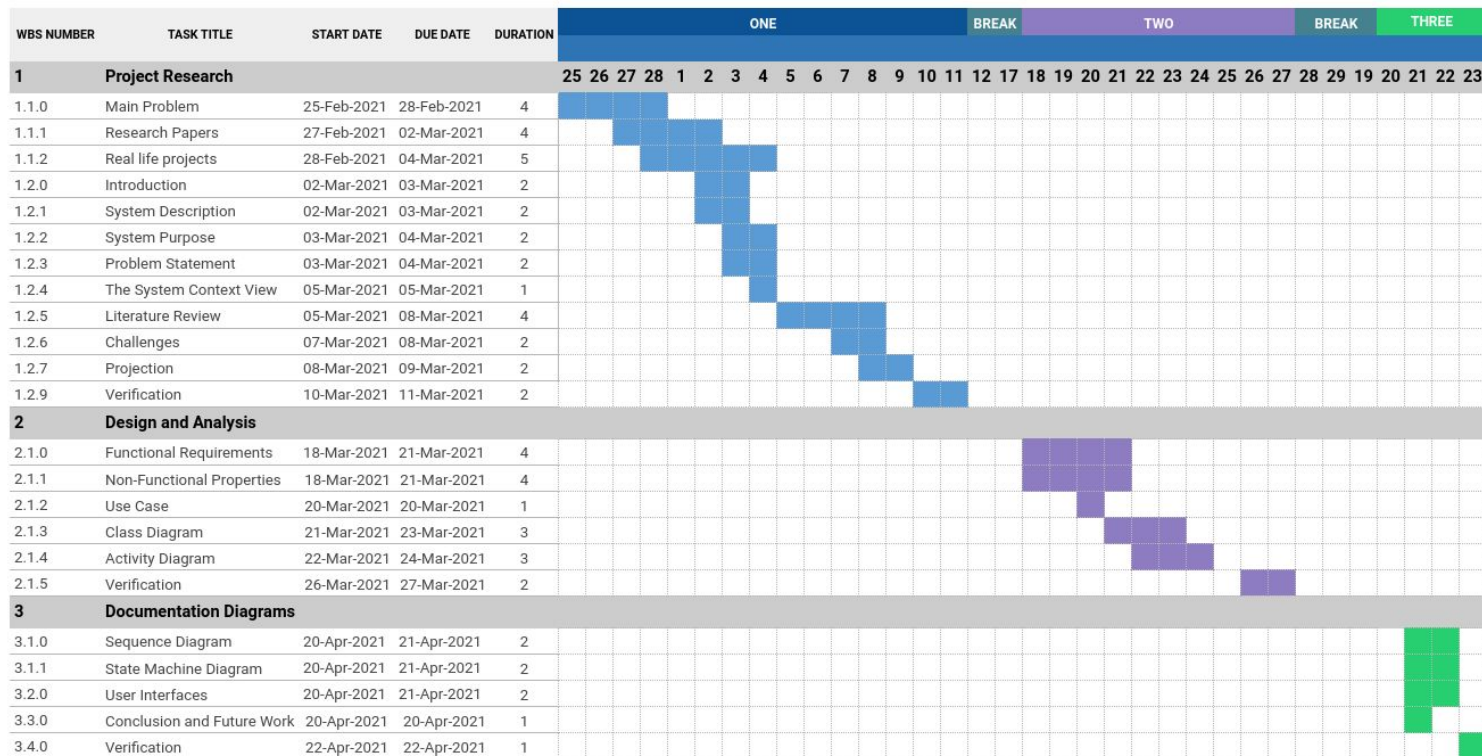 ONE BREAK TWO BREAK THREE
WBS NUMBER TASK TITLE START DATE DUE DATE DURATION
1 Project Research 25 26 27 28 1 2 3 4 5 6 7 8 9 10 11 12 17 18 19 20 21 22 23 24 25 26 27 28 29 19 20 21 22 23
1.1.0 Main Problem 25-Feb-2021 28-Feb-2021 4
1.1.1 Research Papers 27-Feb-2021 02-Mar-2021 4
1.1.2 Real life projects 28-Feb-2021 04-Mar-2021 5
1.2.0 Introduction 02-Mar-2021 03-Mar-2021 2
1.2.1 System Description 02-Mar-2021 03-Mar-2021 2
1.2.2 System Purpose 03-Mar-2021 04-Mar-2021 2
1.2.3 Problem Statement 03-Mar-2021 04-Mar-2021 2
1.2.4 The System Context View 05-Mar-2021 05-Mar-2021 1
1.2.5 Literature Review 05-Mar-2021 08-Mar-2021 4
1.2.6 Challenges 07-Mar-2021 08-Mar-2021 2
1.2.7 Projection 08-Mar-2021 09-Mar-2021 2
1.2.9 Verification 10-Mar-2021 11-Mar-2021 2
2 Design and Analysis
2.1.0 Functional Requirements 18-Mar-2021 21-Mar-2021 4
2.1.1 Non-Functional Properties 18-Mar-2021 21-Mar-2021 4
2.1.2 Use Case 20-Mar-2021 20-Mar-2021 1
2.1.3 Class Diagram 21-Mar-2021 23-Mar-2021 3
2.1.4 Activity Diagram 22-Mar-2021 24-Mar-2021 3
2.1.5 Verification 26-Mar-2021 27-Mar-2021 2
3 Documentation Diagrams
3.1.0 Sequence Diagram 20-Apr-2021 21-Apr-2021 2
3.1.1 State Machine Diagram 20-Apr-2021 21-Apr-2021 2
3.2.0 User Interfaces 20-Apr-2021 21-Apr-2021 2
3.3.0 Conclusion and Future Work 20-Apr-2021 20-Apr-2021 1
3.4.0 Verification 22-Apr-2021 22-Apr-2021 1